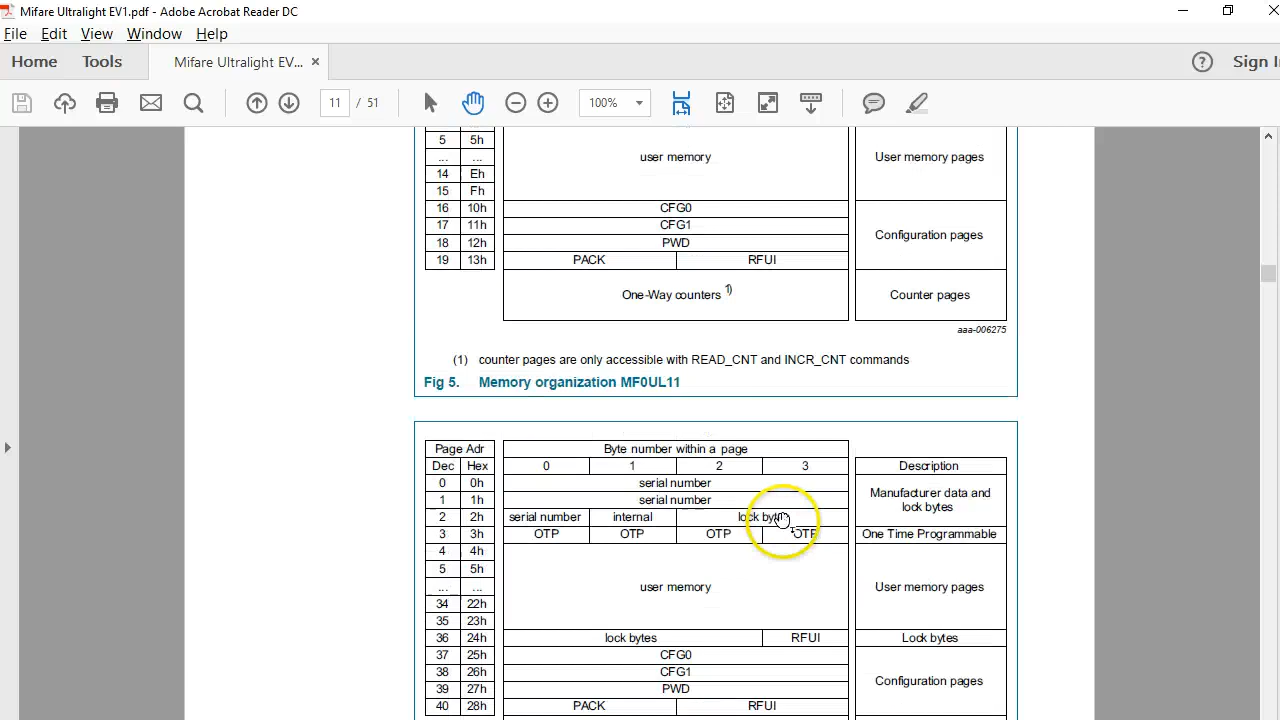 Mifare Ultralight EV1.pdf - Adobe Acrobat Reader DC
File Edit View Window Help
Home Tools Mifare Ultralight EV... × ? Sign
11 / 51 100%
5 5h user memory User memory pages
... ...
14 Eh
15 Fh
16 10h CFG0 Configuration pages
17 11h CFG1
18 12h PWD
19 13h PACK RFUI
One-Way counters 1) Counter pages
aaa-006275
(1) counter pages are only accessible with READ_CNT and INCR_CNT commands
Fig 5. Memory organization MF0UL11
Page Adr Byte number within a page
Dec Hex 0 1 2 3 Description
0 0h serial number Manufacturer data and
1 1h serial number lock bytes
2 2h serial number internal lock bytes
3 3h OTP OTP OTP OTP One Time Programmable
4 4h
5 5h user memory User memory pages
... ...
34 22h
35 23h
36 24h lock bytes RFUI Lock bytes
37 25h CFG0 Configuration pages
38 26h CFG1
39 27h PWD
40 28h PACK RFUI